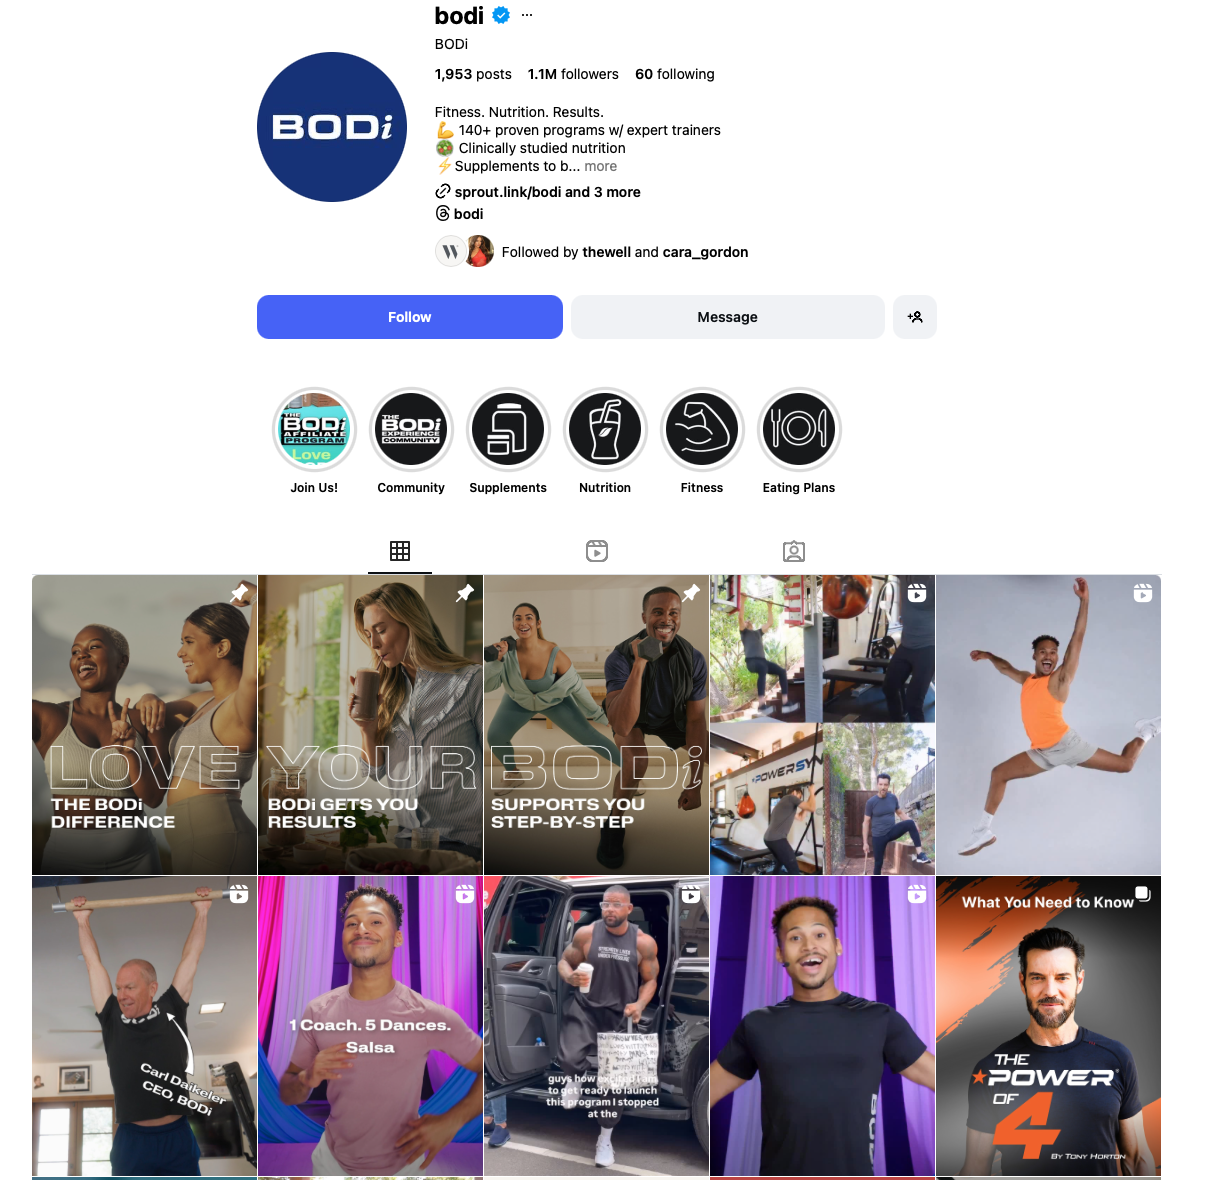 bodi
BODi
1,953 posts 1.1M followers 60 following
BODi
Fitness. Nutrition. Results.
💪 140+ proven programs w/ expert trainers
🥗 Clinically studied nutrition
⚡Supplements to b... more
sprout.link/bodi and 3 more
bodi
W
Followed by thewell and cara_gordon
Follow
Message
THE
BODi
AFFILIATE
PROGRAM
Love
THE
BODi
EXPERIENCE
COMMUNITY
Join Us!
Community
Supplements
Nutrition
Fitness
Eating Plans
LOVE
THE BODi
DIFFERENCE
YOUR
BODi GETS YOU
RESULTS
BODi
SUPPORTS YOU
STEP-BY-STEP
POWERSYN
Carl Daikeler
CEO, BODi
1 Coach. 5 Dances.
Salsa
guys how excited I am
to get ready to launch
this program I stopped
at the
What You Need to Know
THE
POWER
OF
4
BY TONY HORTON